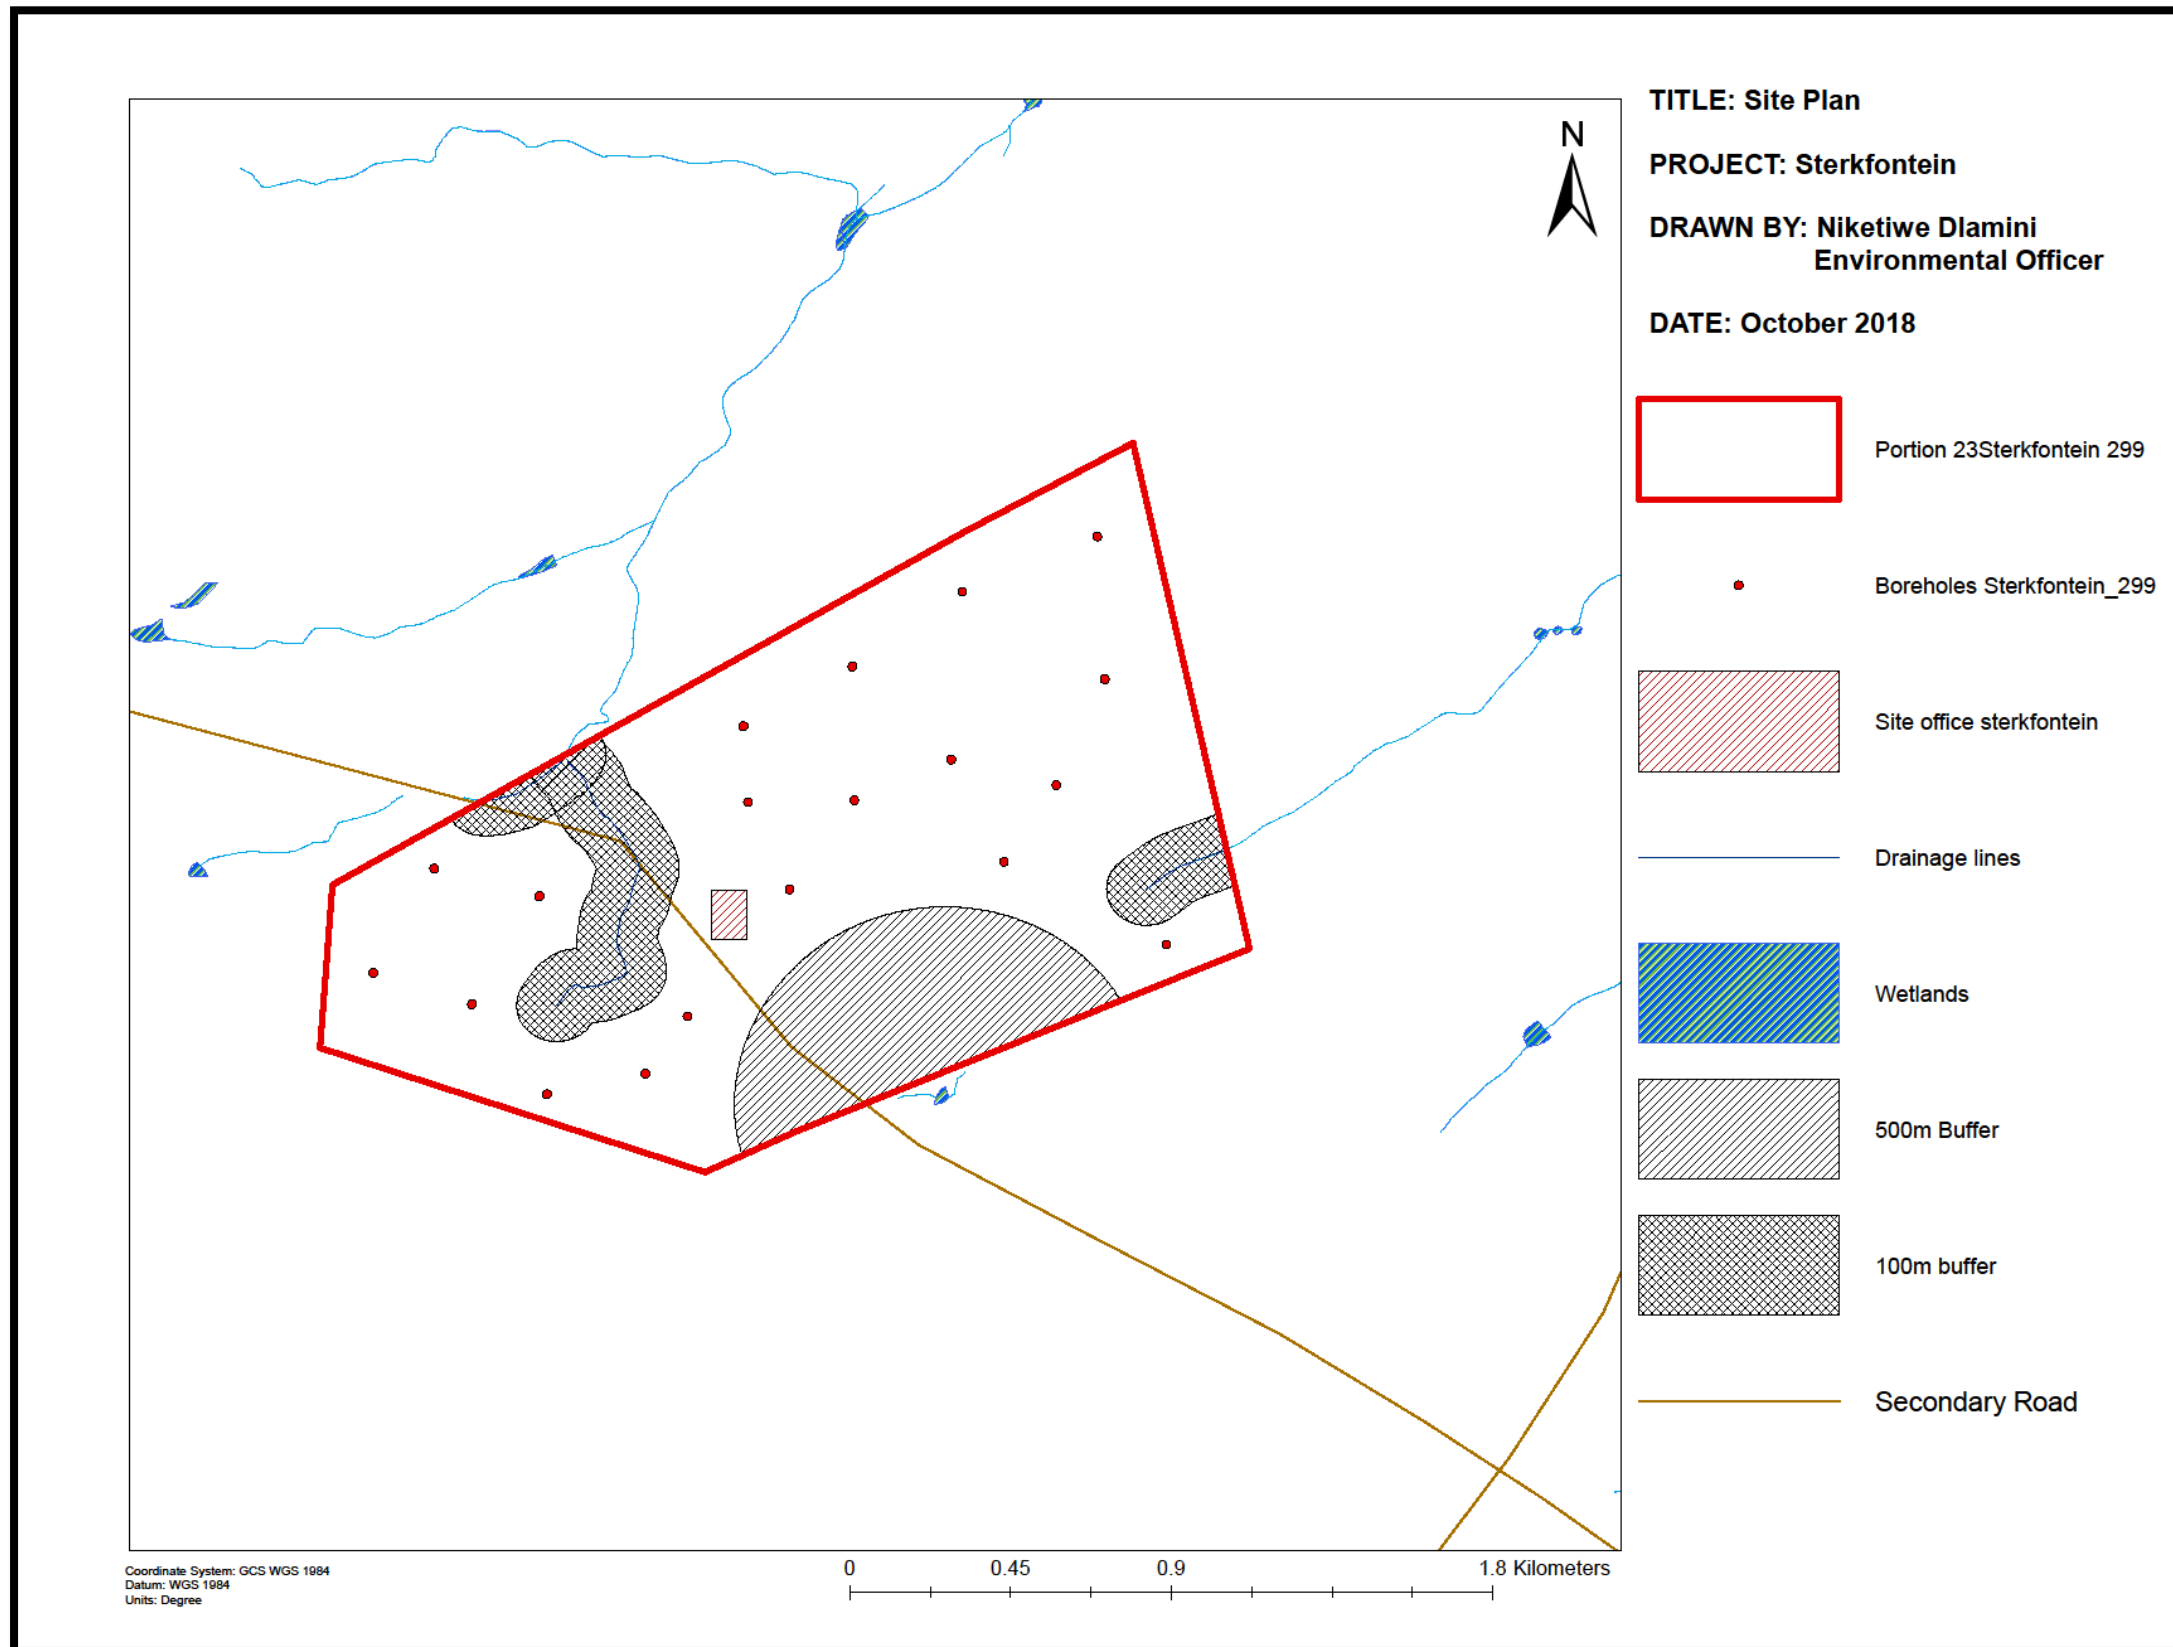 TITLE: Site Plan
PROJECT: Sterkfontein
DRAWN BY: Niketiwe Dlamini
Environmental Officer
DATE: October 2018
N
Portion 23Sterkfontein 299
Boreholes Sterkfontein_299
Site office sterkfontein
Drainage lines
Wetlands
500m Buffer
100m buffer
Secondary Road
Coordinate System: GCS WGS 1984
Datum: WGS 1984
Units: Degree
0 0.45 0.9 1.8 Kilometers